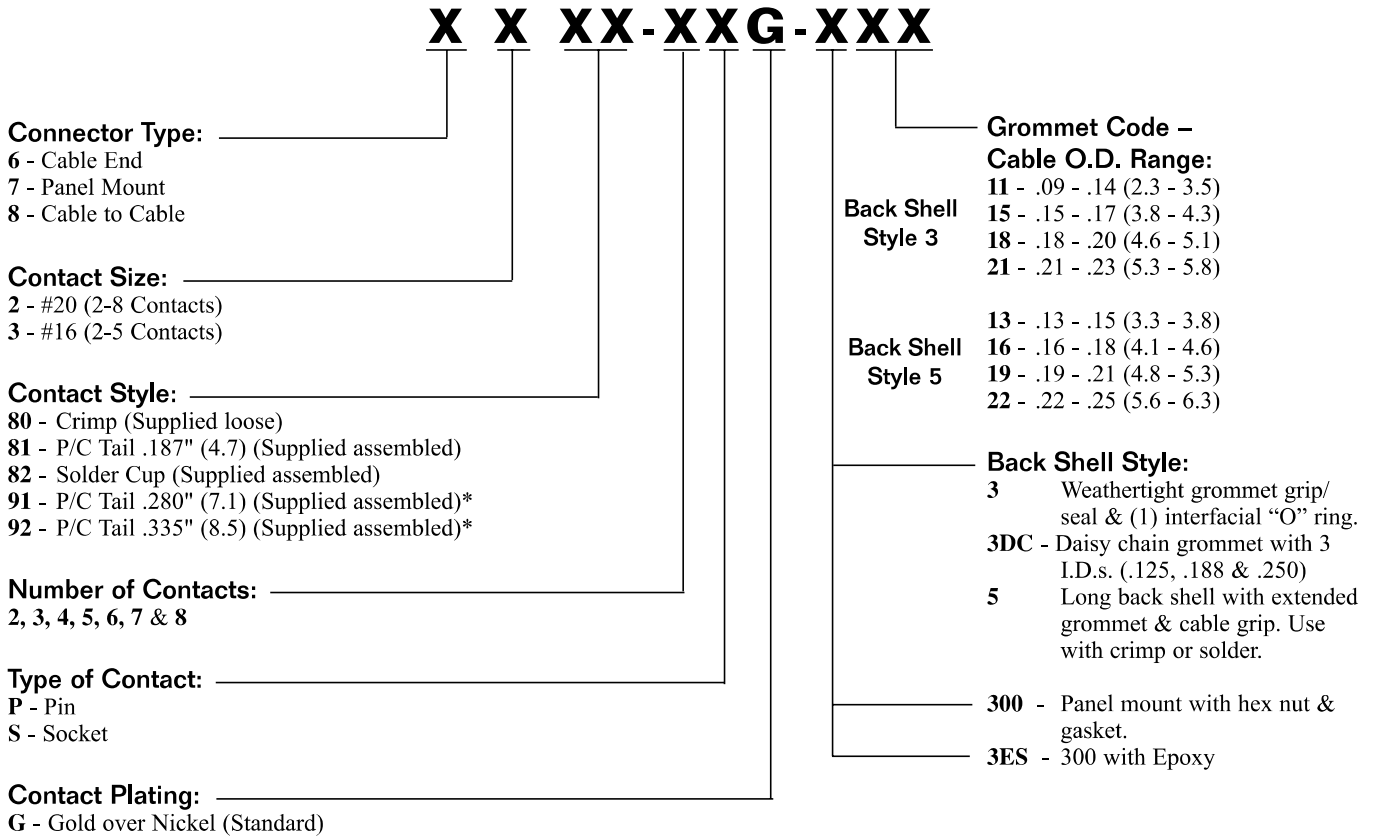 X X XX-XXG-XXX
Connector Type:
6 - Cable End
7 - Panel Mount
8 - Cable to Cable
Contact Size:
2 - #20 (2-8 Contacts)
3 - #16 (2-5 Contacts)
Contact Style:
80 - Crimp (Supplied loose)
81 - P/C Tail .187" (4.7) (Supplied assembled)
82 - Solder Cup (Supplied assembled)
91 - P/C Tail .280" (7.1) (Supplied assembled)*
92 - P/C Tail .335" (8.5) (Supplied assembled)*
Number of Contacts:
2, 3, 4, 5, 6, 7 & 8
Type of Contact:
P - Pin
S - Socket
Contact Plating:
G - Gold over Nickel (Standard)
Grommet Code –
Cable O.D. Range:
Back Shell
Style 3
11 - .09 - .14 (2.3 - 3.5)
15 - .15 - .17 (3.8 - 4.3)
18 - .18 - .20 (4.6 - 5.1)
21 - .21 - .23 (5.3 - 5.8)
Back Shell
Style 5
13 - .13 - .15 (3.3 - 3.8)
16 - .16 - .18 (4.1 - 4.6)
19 - .19 - .21 (4.8 - 5.3)
22 - .22 - .25 (5.6 - 6.3)
Back Shell Style:
3 Weathertight grommet grip/
seal & (1) interfacial “O” ring.
3DC - Daisy chain grommet with 3
I.D.s. (.125, .188 & .250)
5 Long back shell with extended
grommet & cable grip. Use
with crimp or solder.
300 - Panel mount with hex nut &
gasket.
3ES - 300 with Epoxy